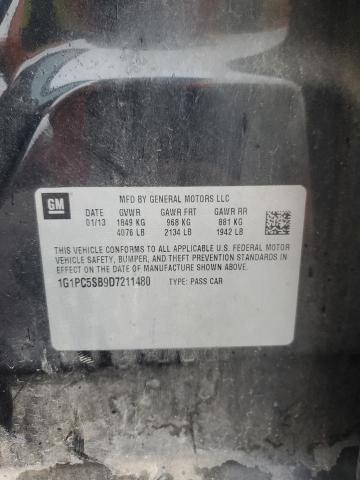 GM
MFD BY GENERAL MOTORS LLC
DATE GVWR GAWR FRT GAWR RR
01/13 1849 KG 968 KG 881 KG
4076 LB 2134 LB 1942 LB
THIS VEHICLE CONFORMS TO ALL APPLICABLE U.S. FEDERAL MOTOR
VEHICLE SAFETY, BUMPER, AND THEFT PREVENTION STANDARDS
IN EFFECT ON THE DATE OF MANUFACTURE SHOWN ABOVE.
1G1PC5SB9D7211480 TYPE: PASS CAR